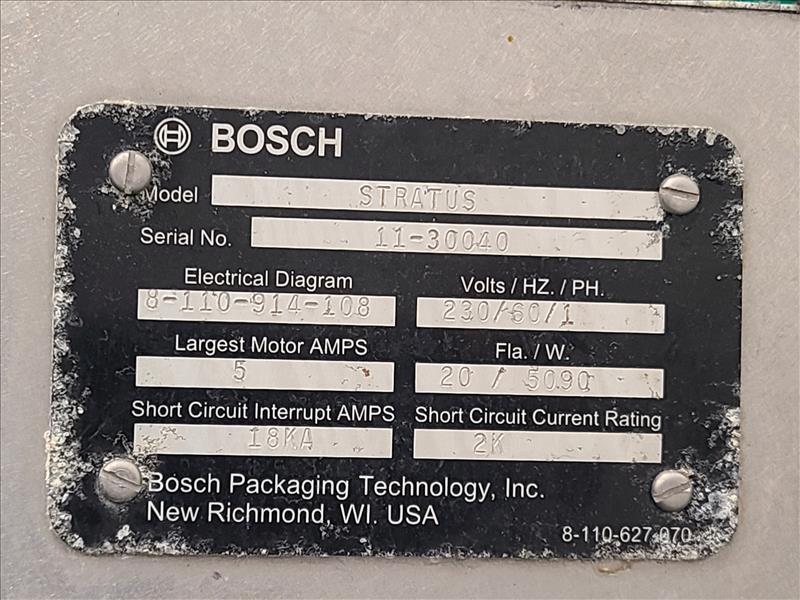 BOSCH
Model STRATUS
Serial No. 11-30040
Electrical Diagram Volts / HZ. / PH.
8-110-914-108 230/60/1
Largest Motor AMPS Fla. / W.
5 20 / 5090
Short Circuit Interrupt AMPS Short Circuit Current Rating
18KA 2K
Bosch Packaging Technology, Inc.
New Richmond, WI. USA
8-110-627-070